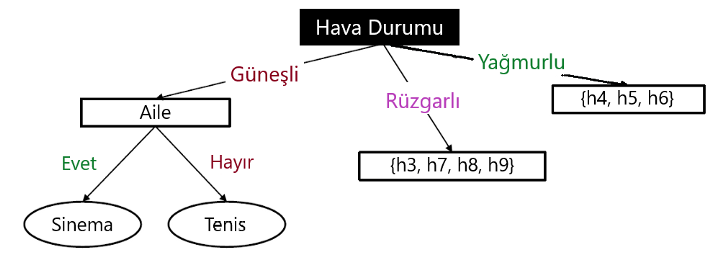 Hava Durumu
Güneşli
Yağmurlu
Rüzgarlı
{h4, h5, h6}
Aile
{h3, h7, h8, h9}
Evet
Hayır
Sinema
Tenis